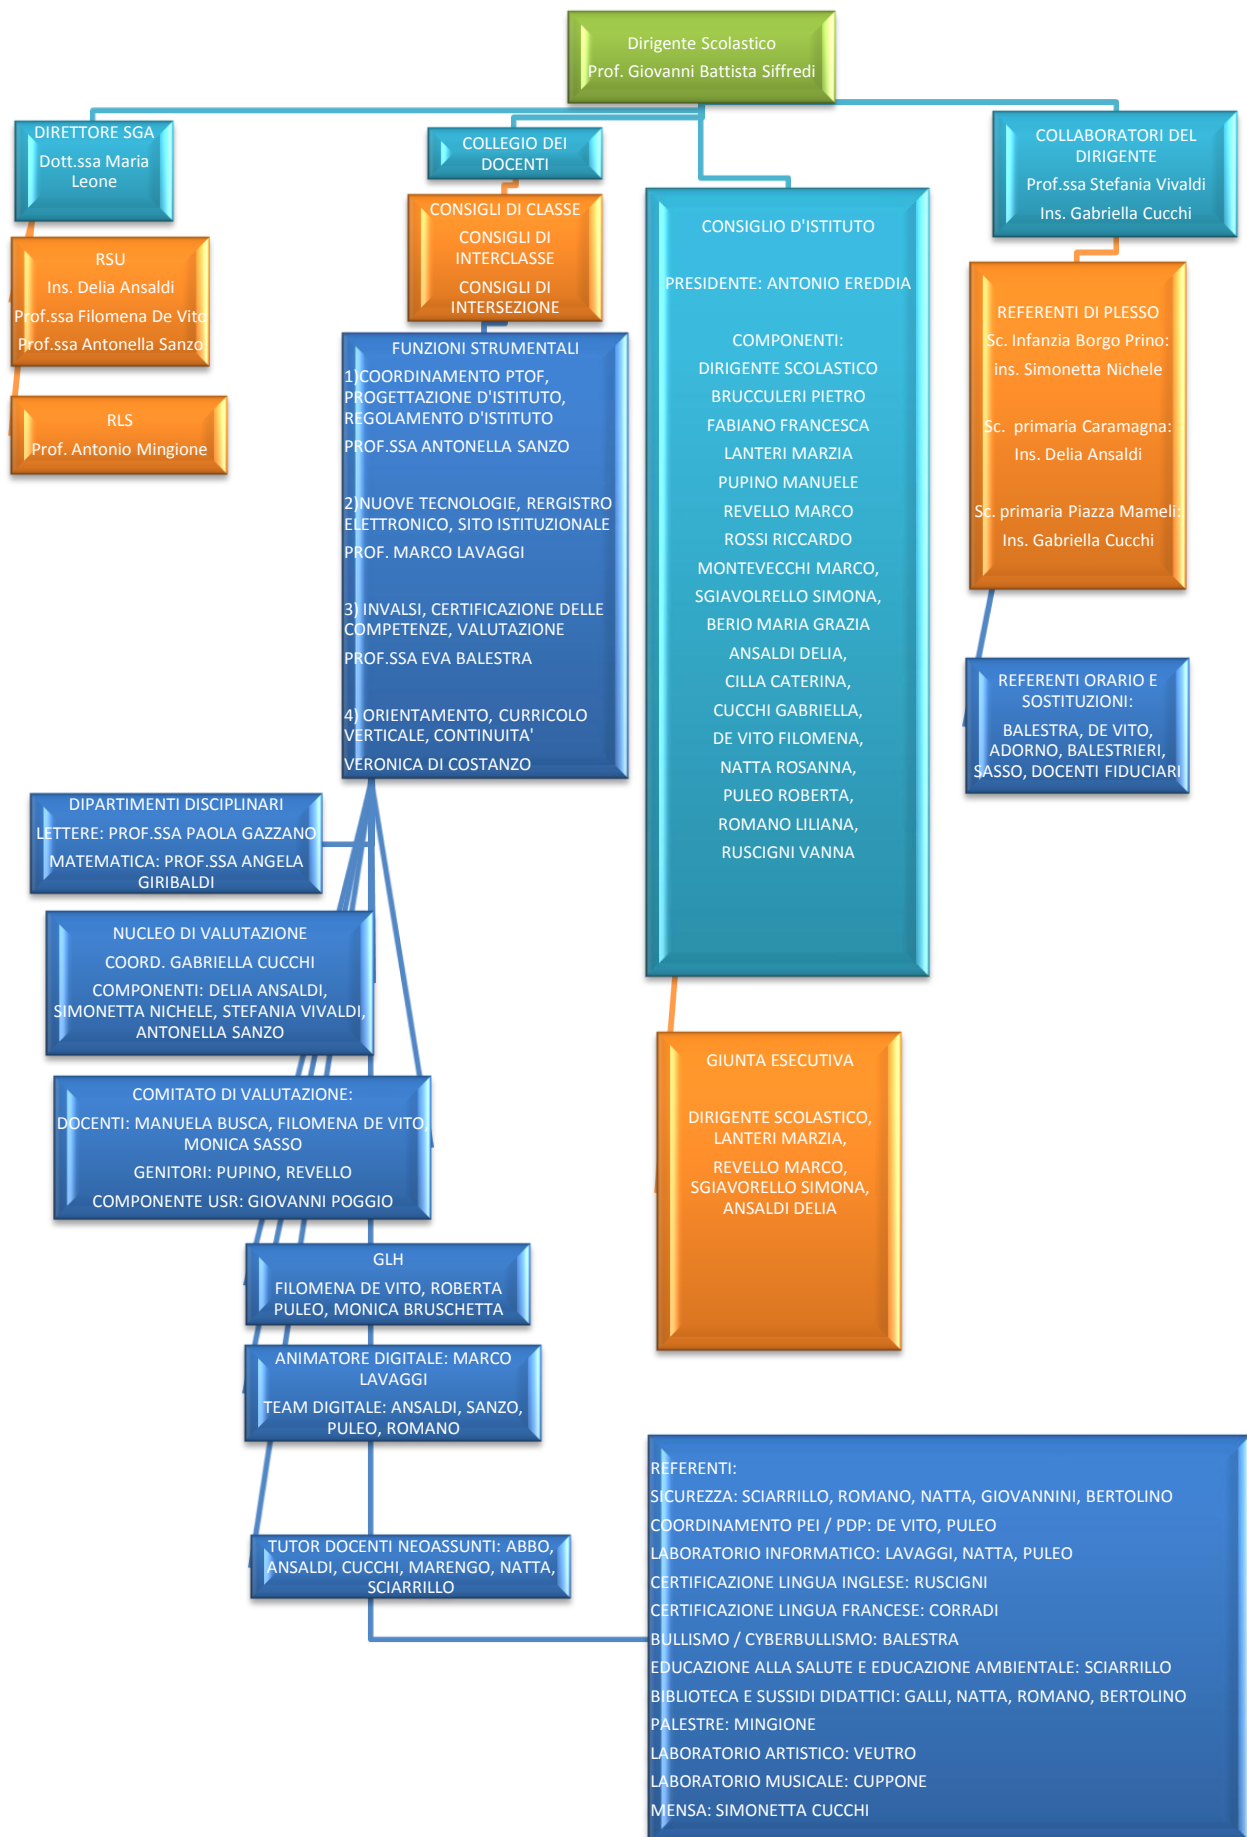 Dirigente Scolastico
Prof. Giovanni Battista Siffredi
DIRETTORE SGA
Dott.ssa Maria
Leone
RSU
Ins. Delia Ansaldi
Prof.ssa Filomena De Vito
Prof.ssa Antonella Sanzo
RLS
Prof. Antonio Mingione
COLLEGIO DEI
DOCENTI
CONSIGLI DI CLASSE
CONSIGLI DI
INTERCLASSE
CONSIGLI DI
INTERSEZIONE
FUNZIONI STRUMENTALI
1)COORDINAMENTO PTOF,
PROGETTAZIONE D'ISTITUTO,
REGOLAMENTO D'ISTITUTO
PROF.SSA ANTONELLA SANZO
2)NUOVE TECNOLOGIE, RERGISTRO
ELETTRONICO, SITO ISTITUZIONALE
PROF. MARCO LAVAGGI
3) INVALSI, CERTIFICAZIONE DELLE
COMPETENZE, VALUTAZIONE
PROF.SSA EVA BALESTRA
4) ORIENTAMENTO, CURRICOLO
VERTICALE, CONTINUITA'
VERONICA DI COSTANZO
DIPARTIMENTI DISCIPLINARI
LETTERE: PROF.SSA PAOLA GAZZANO
MATEMATICA: PROF.SSA ANGELA
GIRIBALDI
NUCLEO DI VALUTAZIONE
COORD. GABRIELLA CUCCHI
COMPONENTI: DELIA ANSALDI,
SIMONETTA NICHELE, STEFANIA VIVALDI,
ANTONELLA SANZO
COMITATO DI VALUTAZIONE:
DOCENTI: MANUELA BUSCA, FILOMENA DE VITO,
MONICA SASSO
GENITORI: PUPINO, REVELLO
COMPONENTE USR: GIOVANNI POGGIO
GLH
FILOMENA DE VITO, ROBERTA
PULEO, MONICA BRUSCHETTA
ANIMATORE DIGITALE: MARCO
LAVAGGI
TEAM DIGITALE: ANSALDI, SANZO,
PULEO, ROMANO
TUTOR DOCENTI NEOASSUNTI: ABBO,
ANSALDI, CUCCHI, MARENGO, NATTA,
SCIARRILLO
CONSIGLIO D'ISTITUTO
PRESIDENTE: ANTONIO EREDDIA
COMPONENTI:
DIRIGENTE SCOLASTICO
BRUCCULERI PIETRO
FABIANO FRANCESCA
LANTERI MARZIA
PUPINO MANUELE
REVELLO MARCO
ROSSI RICCARDO
MONTEVECCHI MARCO,
SGIAVOLRELLO SIMONA,
BERIO MARIA GRAZIA
ANSALDI DELIA,
CILLA CATERINA,
CUCCHI GABRIELLA,
DE VITO FILOMENA,
NATTA ROSANNA,
PULEO ROBERTA,
ROMANO LILIANA,
RUSCIGNI VANNA
GIUNTA ESECUTIVA
DIRIGENTE SCOLASTICO,
LANTERI MARZIA,
REVELLO MARCO,
SGIAVORELLO SIMONA,
ANSALDI DELIA
COLLABORATORI DEL
DIRIGENTE
Prof.ssa Stefania Vivaldi
Ins. Gabriella Cucchi
REFERENTI DI PLESSO
Sc. Infanzia Borgo Prino:
ins. Simonetta Nichele
Sc. primaria Caramagna:
Ins. Delia Ansaldi
Sc. primaria Piazza Mameli:
Ins. Gabriella Cucchi
REFERENTI ORARIO E
SOSTITUZIONI:
BALESTRA, DE VITO,
ADORNO, BALESTRIERI,
SASSO, DOCENTI FIDUCIARI
REFERENTI:
SICUREZZA: SCIARRILLO, ROMANO, NATTA, GIOVANNINI, BERTOLINO
COORDINAMENTO PEI / PDP: DE VITO, PULEO
LABORATORIO INFORMATICO: LAVAGGI, NATTA, PULEO
CERTIFICAZIONE LINGUA INGLESE: RUSCIGNI
CERTIFICAZIONE LINGUA FRANCESE: CORRADI
BULLISMO / CYBERBULLISMO: BALESTRA
EDUCAZIONE ALLA SALUTE E EDUCAZIONE AMBIENTALE: SCIARRILLO
BIBLIOTECA E SUSSIDI DIDATTICI: GALLI, NATTA, ROMANO, BERTOLINO
PALESTRE: MINGIONE
LABORATORIO ARTISTICO: VEUTRO
LABORATORIO MUSICALE: CUPPONE
MENSA: SIMONETTA CUCCHI